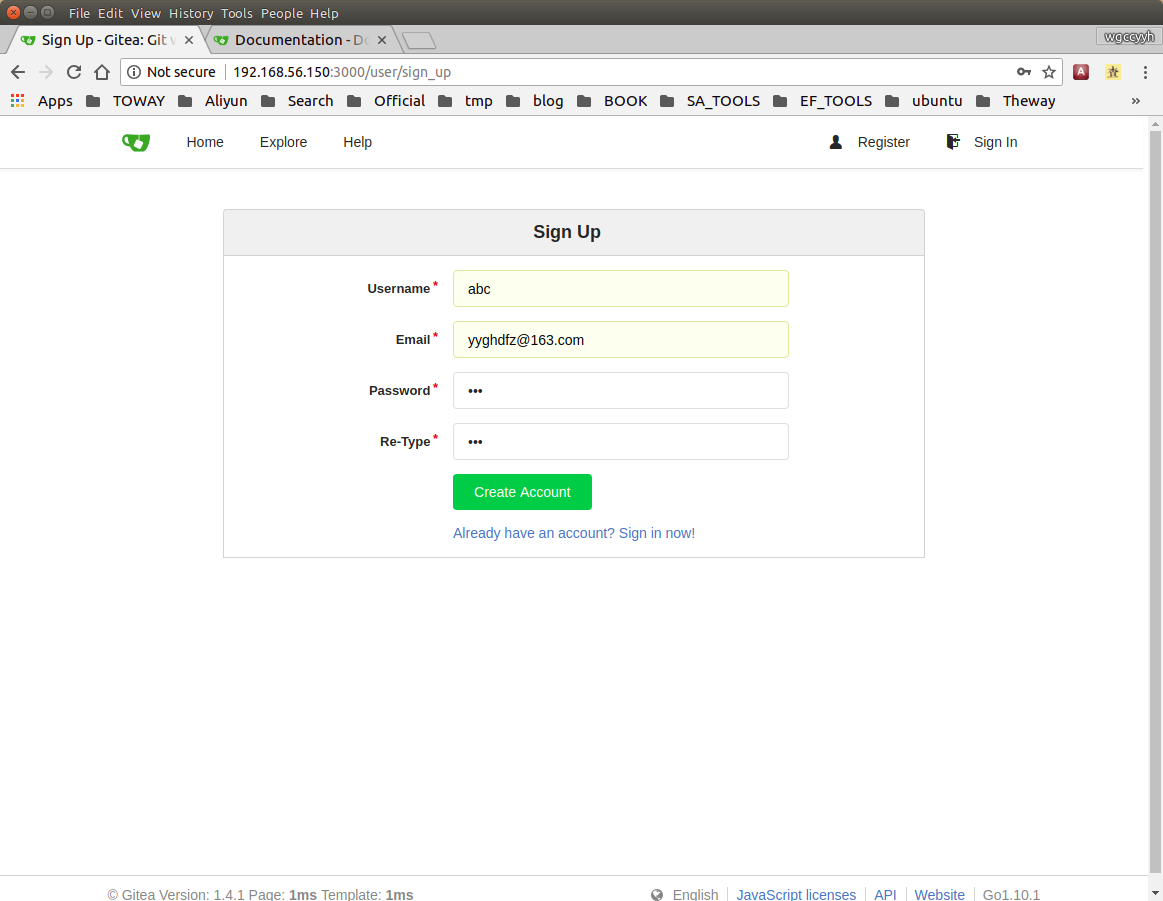 File Edit View History Tools People Help
Sign Up - Gitea: Git Documentation - wgccyyh
Not secure 192.168.56.150:3000/user/sign_up
Apps TOWAY Aliyun Search Official tmp blog BOOK SA_TOOLS EF_TOOLS ubuntu Theway »
Home Explore Help Register Sign In
Sign Up
Username * abc
Email * yyghdfz@163.com
Password * •••
Re-Type * •••
Create Account
Already have an account? Sign in now!
© Gitea Version: 1.4.1 Page: 1ms Template: 1ms English JavaScript licenses API Website Go1.10.1